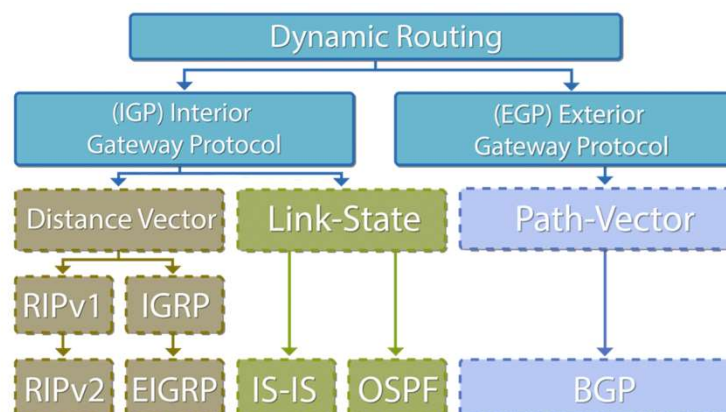 Dynamic Routing
(IGP) Interior
Gateway Protocol
(EGP) Exterior
Gateway Protocol
Distance Vector
Link-State
Path-Vector
RIPv1
IGRP
RIPv2
EIGRP
IS-IS
OSPF
BGP